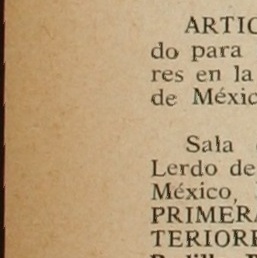 ARTIC
do para
res en la
de Méxic
Sala
Lerdo de
México,
PRIMERA
TERIORE